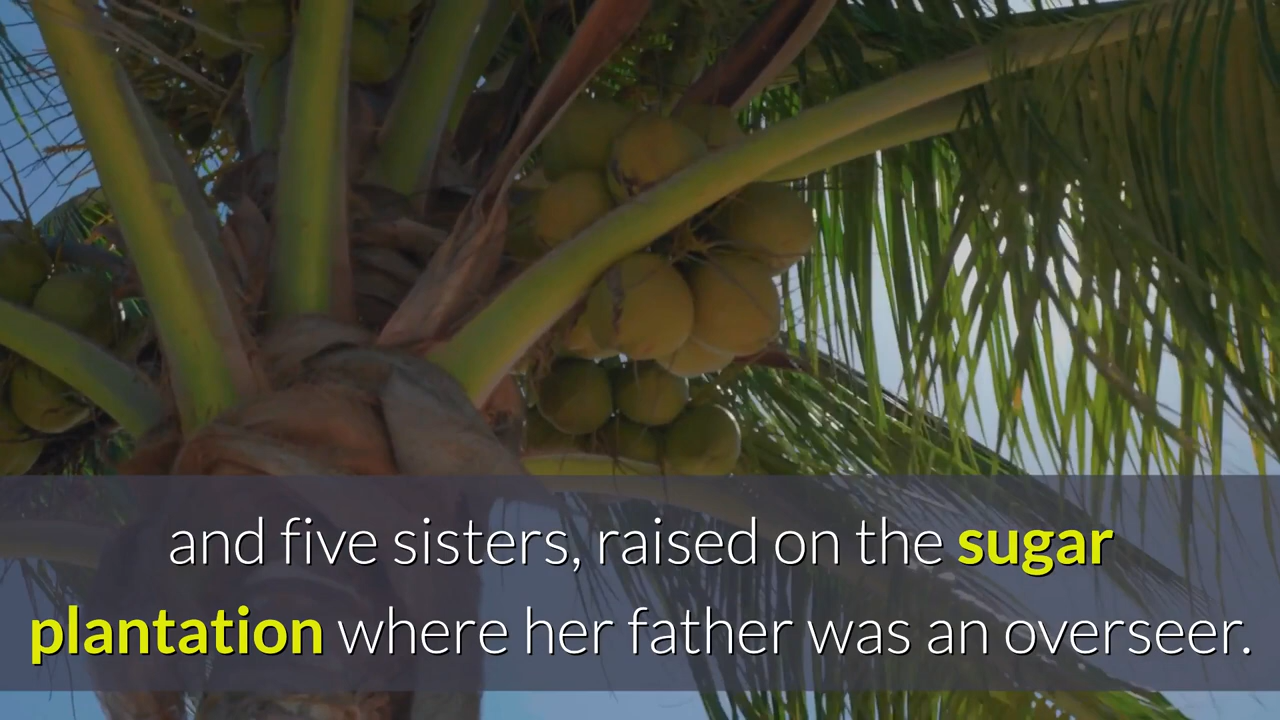 and five sisters, raised on the sugar
plantation where her father was an overseer.